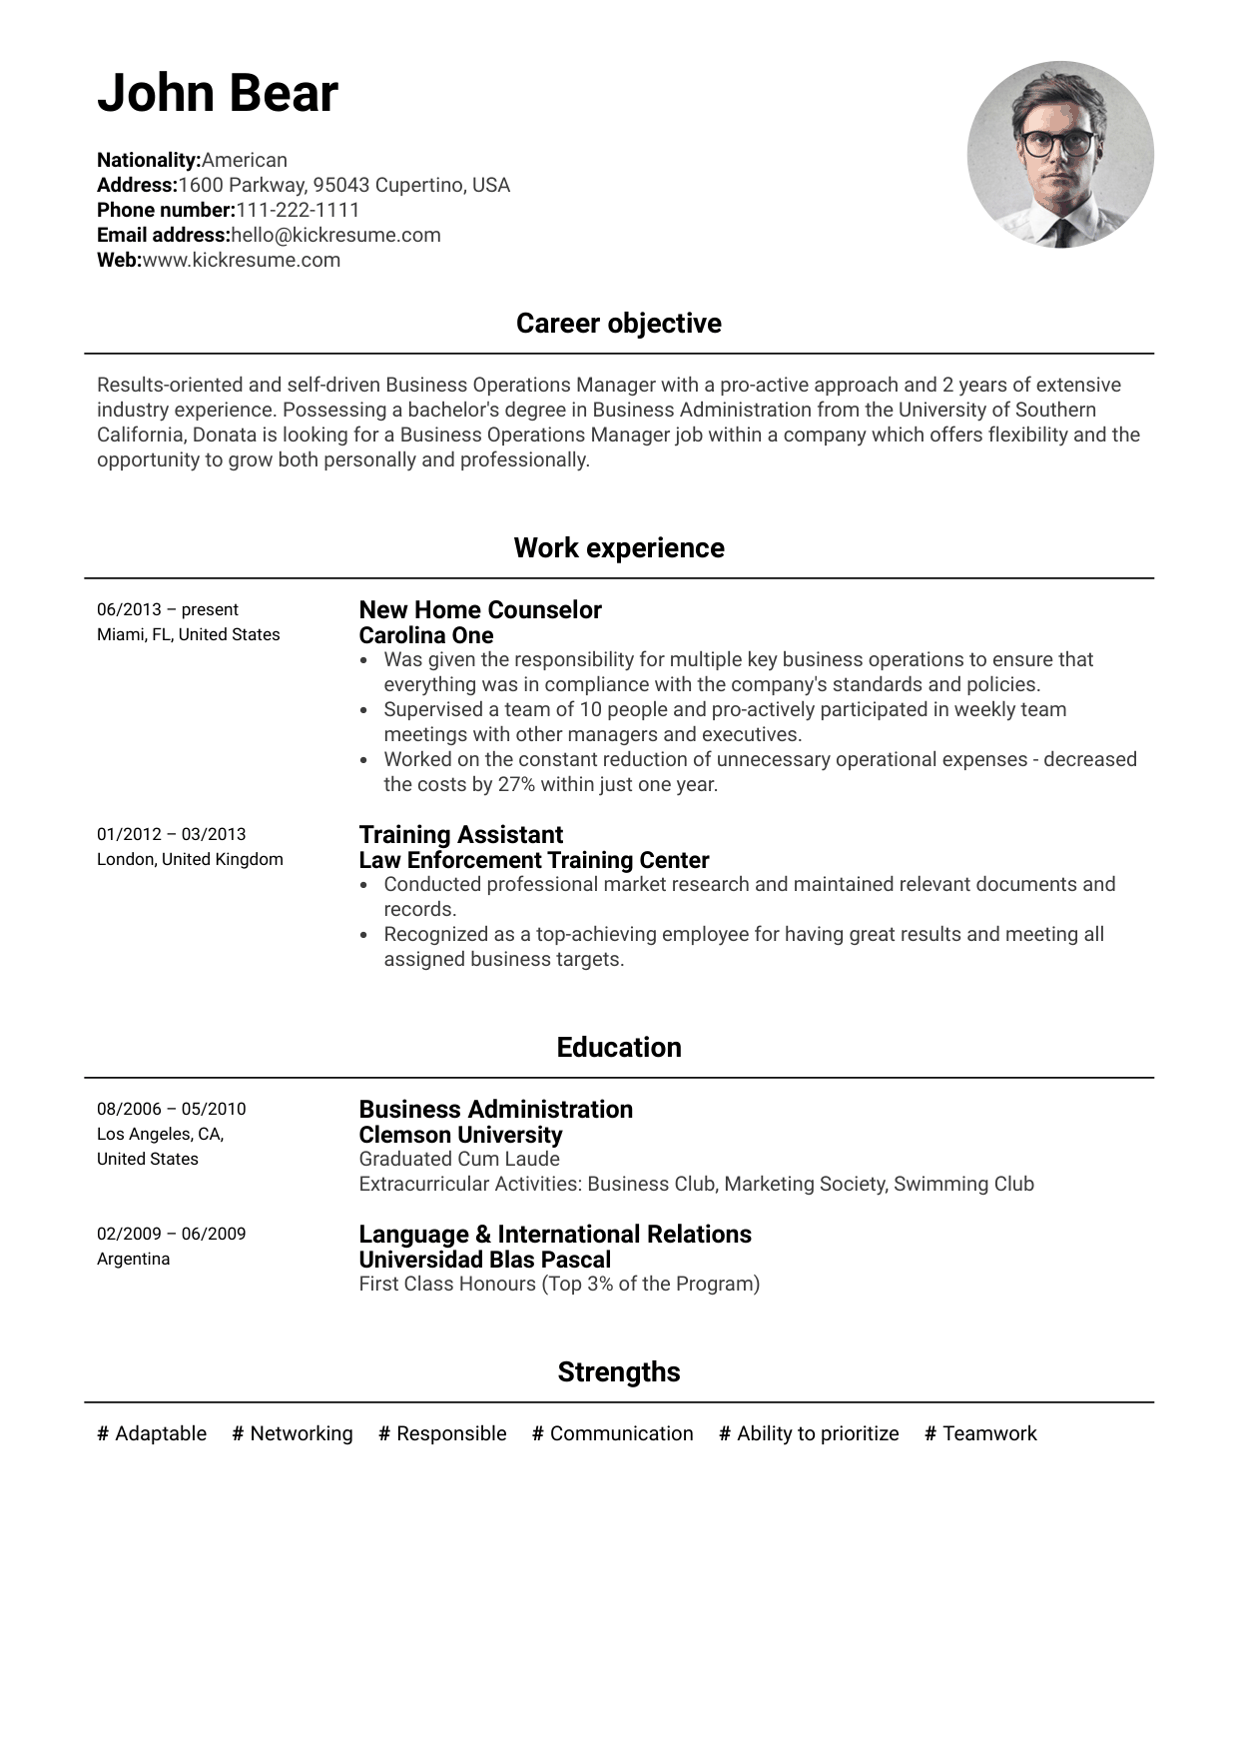 John Bear
Nationality:American
Address:1600 Parkway, 95043 Cupertino, USA
Phone number:111-222-1111
Email address:hello@kickresume.com
Web:www.kickresume.com
Career objective
Results-oriented and self-driven Business Operations Manager with a pro-active approach and 2 years of extensive
industry experience. Possessing a bachelor's degree in Business Administration from the University of Southern
California, Donata is looking for a Business Operations Manager job within a company which offers flexibility and the
opportunity to grow both personally and professionally.
Work experience
06/2013 – present
Miami, FL, United States
New Home Counselor
Carolina One
• Was given the responsibility for multiple key business operations to ensure that
everything was in compliance with the company's standards and policies.
• Supervised a team of 10 people and pro-actively participated in weekly team
meetings with other managers and executives.
• Worked on the constant reduction of unnecessary operational expenses - decreased
the costs by 27% within just one year.
01/2012 – 03/2013
London, United Kingdom
Training Assistant
Law Enforcement Training Center
• Conducted professional market research and maintained relevant documents and
records.
• Recognized as a top-achieving employee for having great results and meeting all
assigned business targets.
Education
08/2006 – 05/2010
Los Angeles, CA,
United States
Business Administration
Clemson University
Graduated Cum Laude
Extracurricular Activities: Business Club, Marketing Society, Swimming Club
02/2009 – 06/2009
Argentina
Language & International Relations
Universidad Blas Pascal
First Class Honours (Top 3% of the Program)
Strengths
# Adaptable # Networking # Responsible # Communication # Ability to prioritize # Teamwork